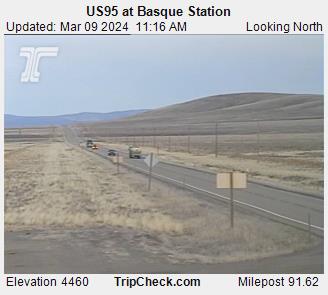 US95 at Basque Station
Updated: Mar 09 2024 11:16 AM Looking North
Elevation 4460 TripCheck.com Milepost 91.62